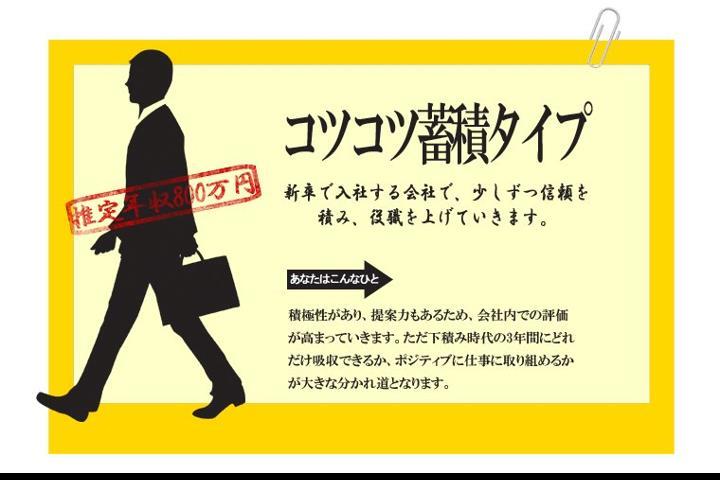 コツコツ蓄積タイプ
推定年収800万円
新卒で入社する会社で、少しずつ信頼を
積み、役職を上げていきます。
あなたはこんなひと
積極性があり、提案力もあるため、会社内での評価
が高まっていきます。ただ下積み時代の3年間にどれ
だけ吸収できるか、ポジティブに仕事に取り組めるか
が大きな分かれ道となります。